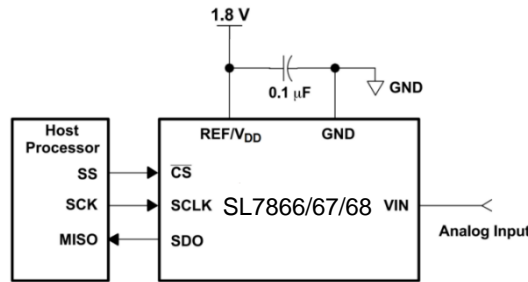 1.8 V
0.1 μF
GND
Host
Processor
REF/VDD
GND
SS
CS
SCK
SCLK
SL7866/67/68
VIN
MISO
SDO
Analog Input